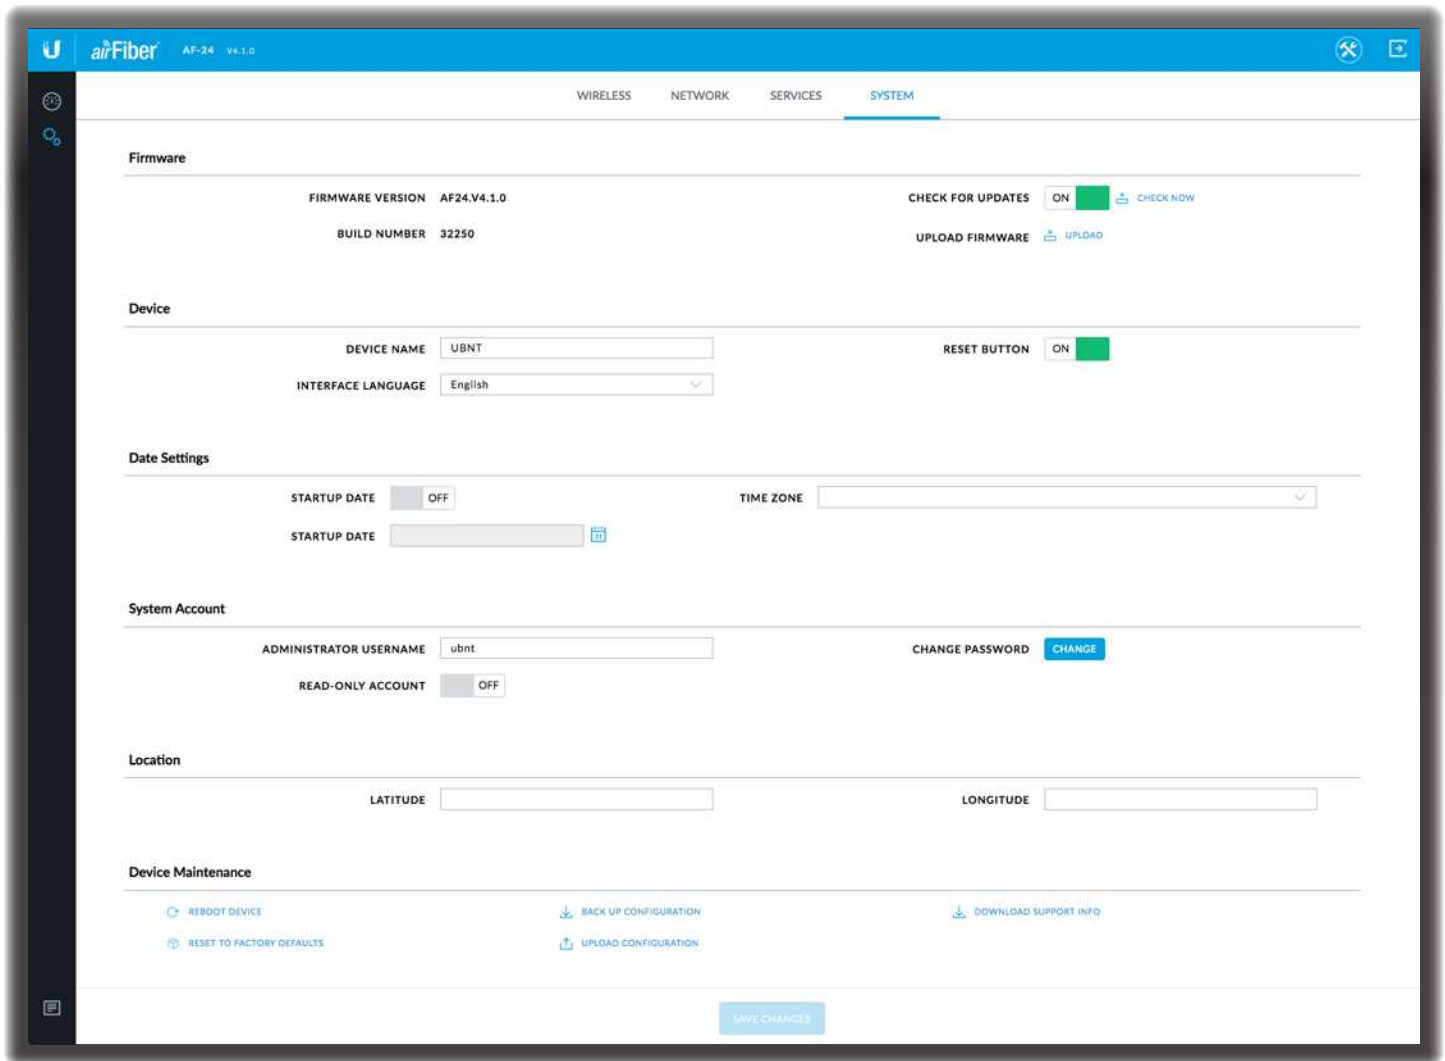 airFiber AF-24 V4.1.0
WIRELESS NETWORK SERVICES SYSTEM
Firmware
FIRMWARE VERSION AF24.V4.1.0 CHECK FOR UPDATES ON CHECK NOW
BUILD NUMBER 32250 UPLOAD FIRMWARE UPLOAD
Device
DEVICE NAME UBNT RESET BUTTON ON
INTERFACE LANGUAGE English
Date Settings
STARTUP DATE OFF TIME ZONE
STARTUP DATE 31
System Account
ADMINISTRATOR USERNAME ubnt CHANGE PASSWORD CHANGE
READ-ONLY ACCOUNT OFF
Location
LATITUDE LONGITUDE
Device Maintenance
REBOOT DEVICE BACK UP CONFIGURATION DOWNLOAD SUPPORT INFO
RESET TO FACTORY DEFAULTS UPLOAD CONFIGURATION
SAVE CHANGES